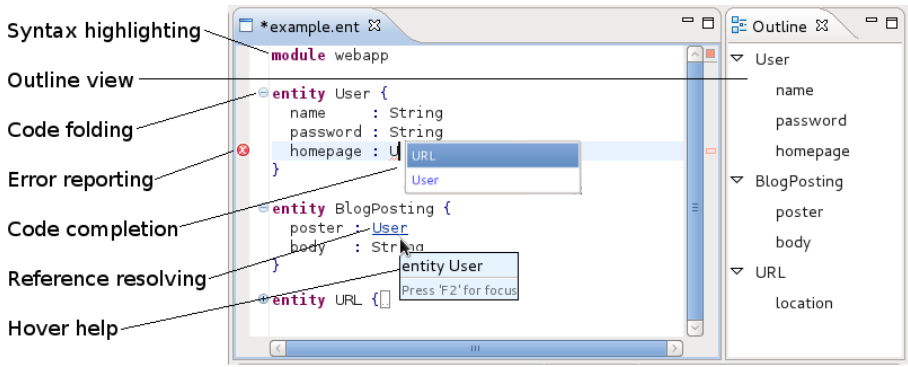 Syntax highlighting
Outline view
Code folding
Error reporting
Code completion
Reference resolving
Hover help
*example.ent
module webapp
entity User {
name : String
password : String
homepage : U
}
URL
User
entity BlogPosting {
poster : User
body : String
}
entity User
Press 'F2' for focus
entity URL {..
Outline
User
name
password
homepage
BlogPosting
poster
body
URL
location